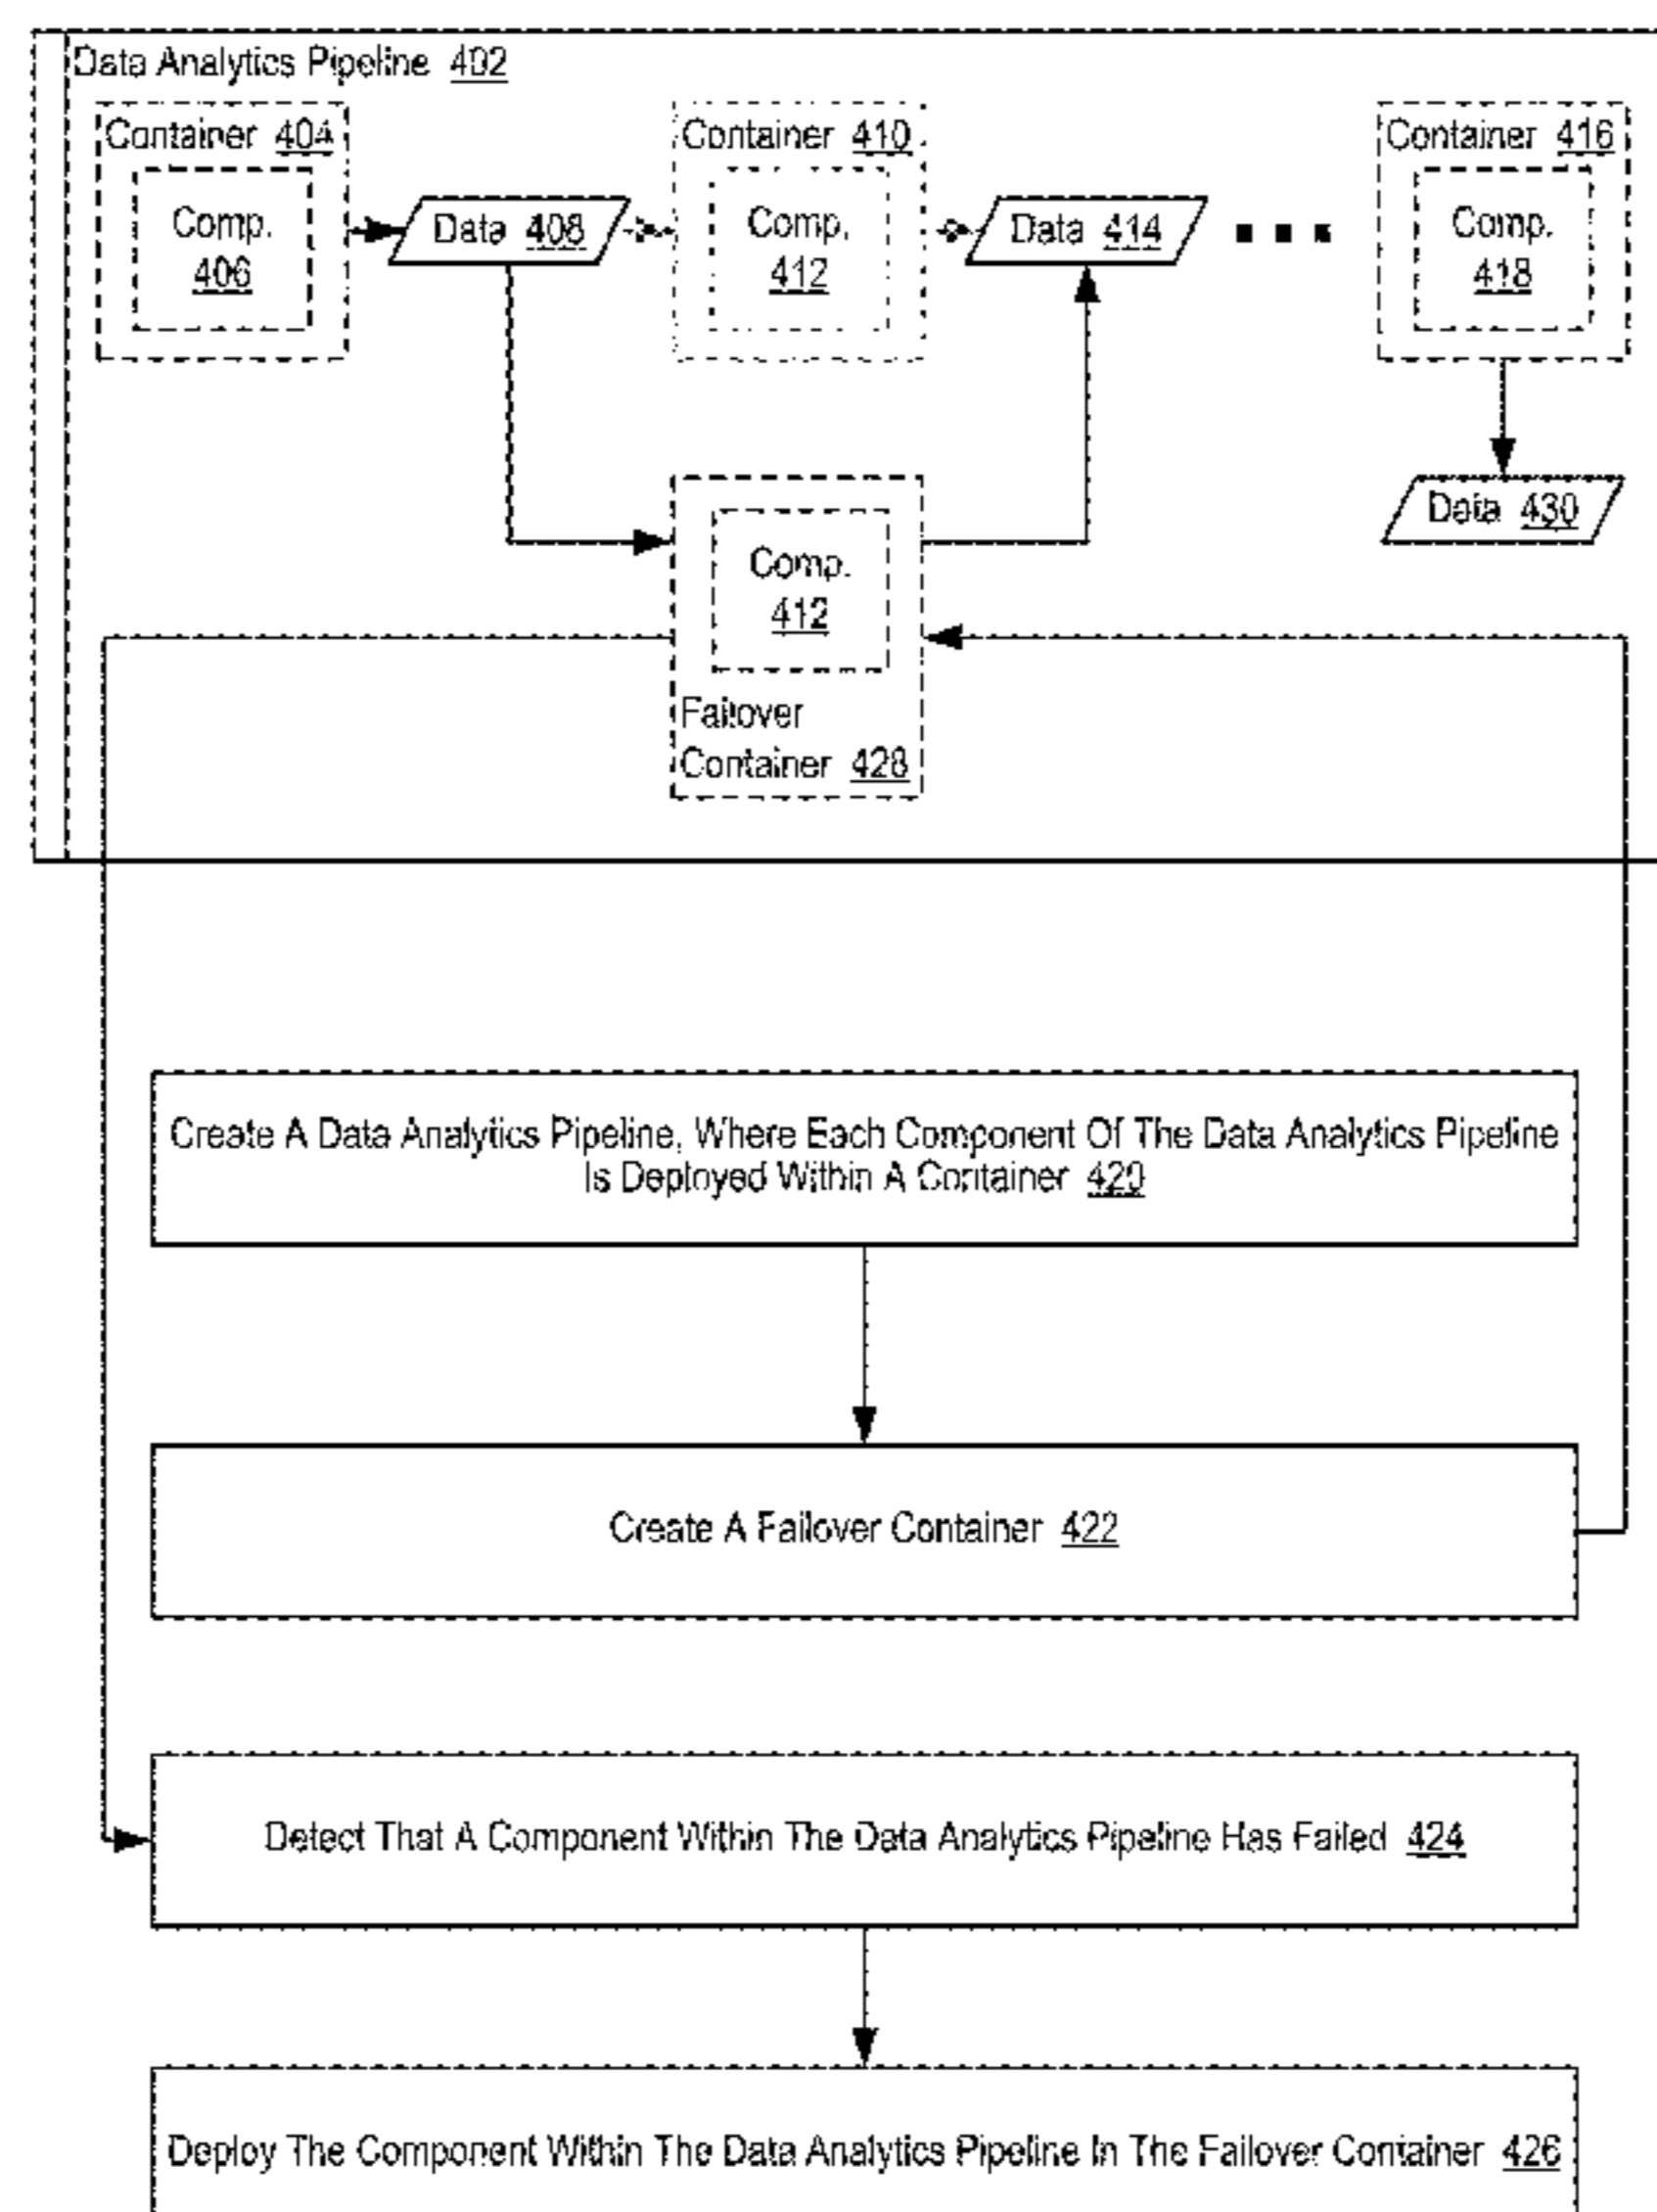 Data Analytics Pipeline 402
Container 404
Container 410
Container 416
Comp.
406
Data 408
Comp.
412
Data 414
Comp.
418
Data 430
Comp.
412
Failover
Container 428
Create A Data Analytics Pipeline, Where Each Component Of The Data Analytics Pipeline
Is Deployed Within A Container 420
Create A Failover Container 422
Detect That A Component Within The Data Analytics Pipeline Has Failed 424
Deploy The Component Within The Data Analytics Pipeline In The Failover Container 426